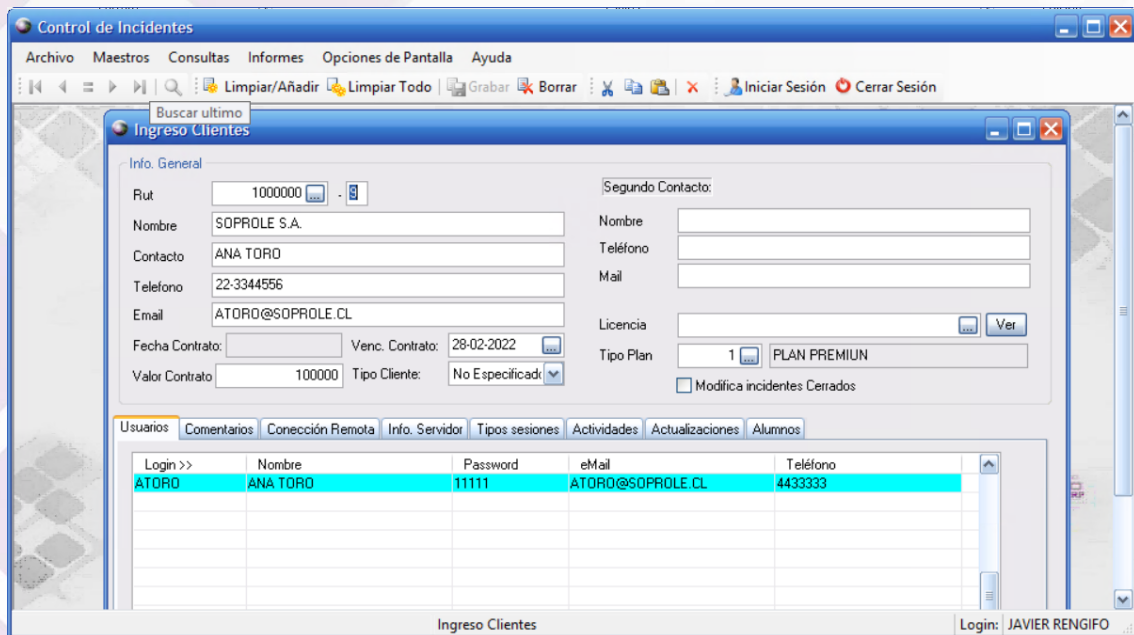 Control de Incidentes
Archivo Maestros Consultas Informes Opciones de Pantalla Ayuda
Limpiar/Añadir Limpiar Todo Grabar Borrar Iniciar Sesión Cerrar Sesión
Buscar ultimo
Ingreso Clientes
Info. General
Rut 1000000 ... - 9
Nombre SOPROLE S.A.
Contacto ANA TORO
Telefono 22-3344556
Email ATORO@SOPROLE.CL
Fecha Contrato: Venc. Contrato: 28-02-2022 ...
Valor Contrato 100000 Tipo Cliente: No Especificado
Segundo Contacto:
Nombre
Teléfono
Mail
Licencia ... Ver
Tipo Plan 1 ... PLAN PREMIUN
Modifica incidentes Cerrados
Usuarios Comentarios Conección Remota Info. Servidor Tipos sesiones Actividades Actualizaciones Alumnos
Login >> Nombre Password eMail Teléfono
ATORO ANA TORO 11111 ATORO@SOPROLE.CL 4433333
Ingreso Clientes Login: JAVIER RENGIFO